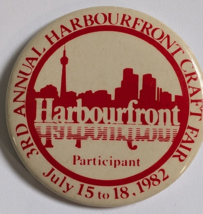 3RD ANNUAL HARBOURFRONT CRAFT FAIR
Harbourfront
Participant
July 15 to 18, 1982